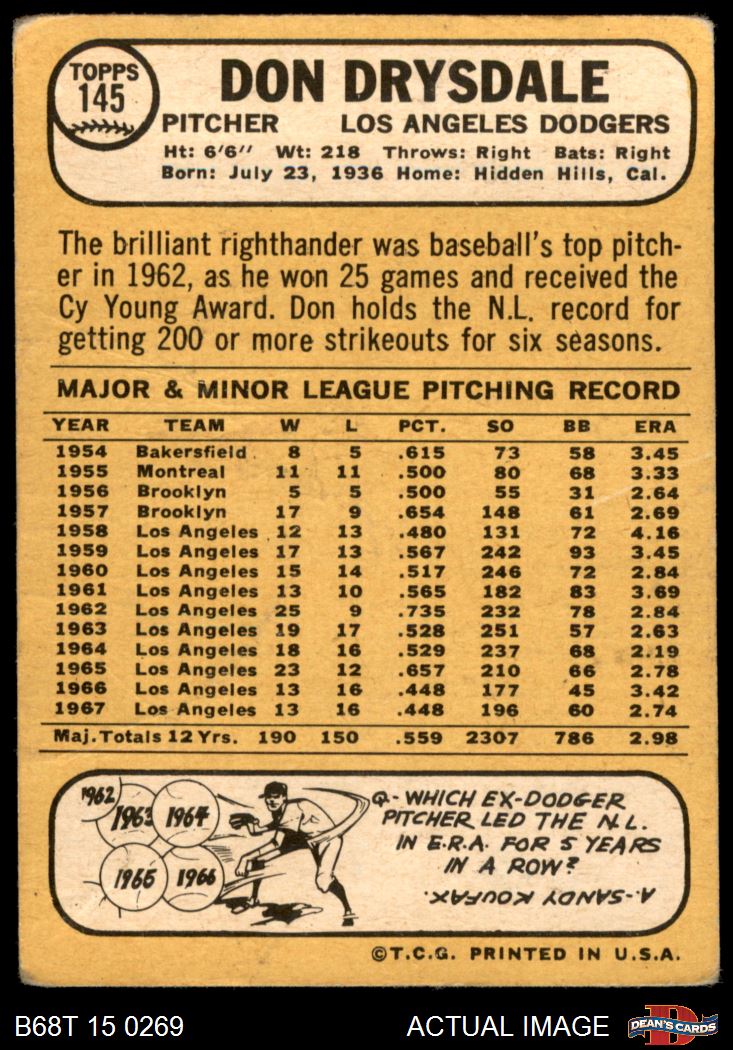 TOPPS
145
DON DRYSDALE
PITCHER LOS ANGELES DODGERS
Ht: 6'6" Wt: 218 Throws: Right Bats: Right
Born: July 23, 1936 Home: Hidden Hills, Cal.
The brilliant righthander was baseball's top pitch-
er in 1962, as he won 25 games and received the
Cy Young Award. Don holds the N.L. record for
getting 200 or more strikeouts for six seasons.
MAJOR & MINOR LEAGUE PITCHING RECORD
YEAR TEAM W L PCT. SO BB ERA
1954 Bakersfield 8 5 .615 73 58 3.45
1955 Montreal 11 11 .500 80 68 3.33
1956 Brooklyn 5 5 .500 55 31 2.64
1957 Brooklyn 17 9 .654 148 61 2.69
1958 Los Angeles 12 13 .480 131 72 4.16
1959 Los Angeles 17 13 .567 242 93 3.45
1960 Los Angeles 15 14 .517 246 72 2.84
1961 Los Angeles 13 10 .565 182 83 3.69
1962 Los Angeles 25 9 .735 232 78 2.84
1963 Los Angeles 19 17 .528 251 57 2.63
1964 Los Angeles 18 16 .529 237 68 2.19
1965 Los Angeles 23 12 .657 210 66 2.78
1966 Los Angeles 13 16 .448 177 45 3.42
1967 Los Angeles 13 16 .448 196 60 2.74
Maj. Totals 12 Yrs. 190 150 .559 2307 786 2.98
1962
1963 1964
1965 1966
Q- WHICH EX-DODGER
PITCHER LED THE N.L.
IN E.R.A. FOR 5 YEARS
IN A ROW?
A.-SANDY KOUFAX.
©T.C.G. PRINTED IN U.S.A.
B68T 15 0269 ACTUAL IMAGE
D
DEAN'S CARDS